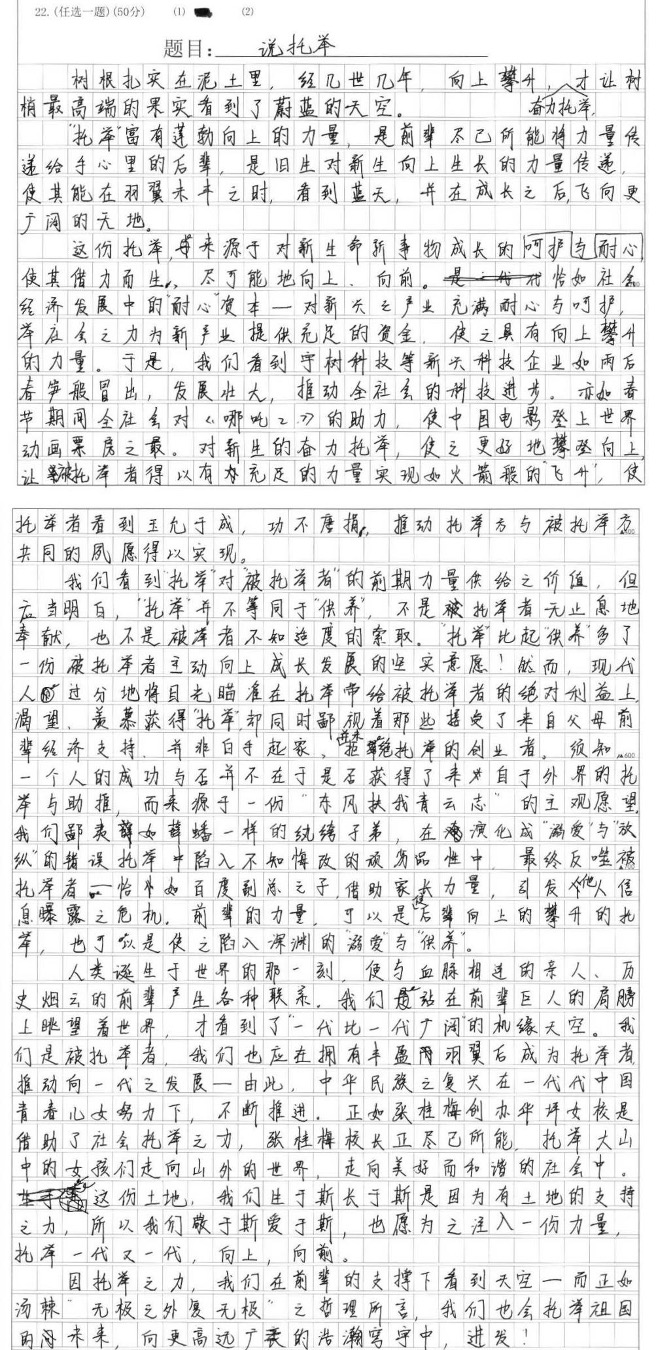 22.(任选一题)(50分) (1) (2)
题目: 说托举
树根扎实在泥土里，经几世几年，向上攀升，才让树
奋力托举，
梢最高端的果实看到了蔚蓝的天空。
"托举"富有蓬勃向上的力量，是前辈尽己所能将力量传
递给手心里的后辈，是旧生对新生向上生长的力量传递，
使其能在羽翼未丰之时，看到蓝天，并在成长之后，飞向更
广阔的天地。
这份托举，来源于对新生命新事物成长的呵护与耐心，
使其借力而生，尽可能地向上、向前。恰如社会
经济发展中的"耐心"资本—对新兴之产业充满耐心与呵护，
举社会之力为新产业提供充足的资金，使之具有向上攀升
的力量。于是，我们看到宇树科技等新兴科技企业如雨后
春笋般冒出，发展壮大，推动全社会的科技进步。亦如春
节期间全社会对《哪吒2》的助力，使中国电影登上世界
动画票房之最。对新生的奋力托举，使之更好地攀登向上，
让被托举者得以有充足的力量实现如火箭般的"飞升"，使
托举者看到玉允于成，功不唐捐，推动托举方与被托举方
共同的夙愿得以实现。
我们看到"托举"对"被托举者"的前期力量供给之价值，但
应当明白，"托举"并不等同于"供养"，不是被托举者无止息地
奉献，也不是被举者不知适度的索取。"托举"比起"供养"多了
一份被托举者主动向上成长发展的坚实意愿！然而，现代
人过分地将目光瞄准在托举带给被托举者的绝对利益上，
渴望、羡慕获得"托举"，却同时鄙视着那些接受了来自父母前
并未
辈经济支持、并非白手起家、拒绝托举的创业者。须知
一个人的成功与否并不在于是否获得了来自于外界的托
举与助推，而来源于一份"东风扶我青云志"的主观愿望，
我们鄙夷如薛蟠一样的纨绔子弟，在演化成"溺爱"与"放
纵"的错误托举中陷入不知悔改的顽劣品性中，最终反噬被
托举者—恰如百度副总之子，借助家长力量，引发他人信
使
息曝露之危机。前辈的力量，可以是后辈向上的攀升的托
举，也可以是使之陷入深渊的"溺爱"与"供养"。
人类诞生于世界的那一刻，便与血脉相连的亲人、历
史烟云的前辈产生各种联系。我们站在前辈巨人的肩膀
上眺望着世界，才看到了"一代比一代广阔"的机缘天空。我
们是被托举者，我们也应在拥有丰盈羽翼后成为托举者，
推动向一代之发展—由此，中华民族之复兴在一代代中国
青春儿女努力下，不断推进。正如张桂梅创办华坪女校是
借助了社会托举之力，张桂梅校长正尽己所能，托举大山
中的女孩们走向山外的世界，走向美好而和谐的社会中。
这份土地，我们生于斯长于斯是因为有土地的支持
之力，所以我们敬于斯爱于斯，也愿为之注入一份力量，
托举一代又一代，向上，向前。
因托举之力，我们在前辈的支撑下看到天空—而正如
汤棘"无极之外复无极"之哲理所言，我们也会托举祖国
的未来，向更高远广袤的浩瀚穹宇中，进发！